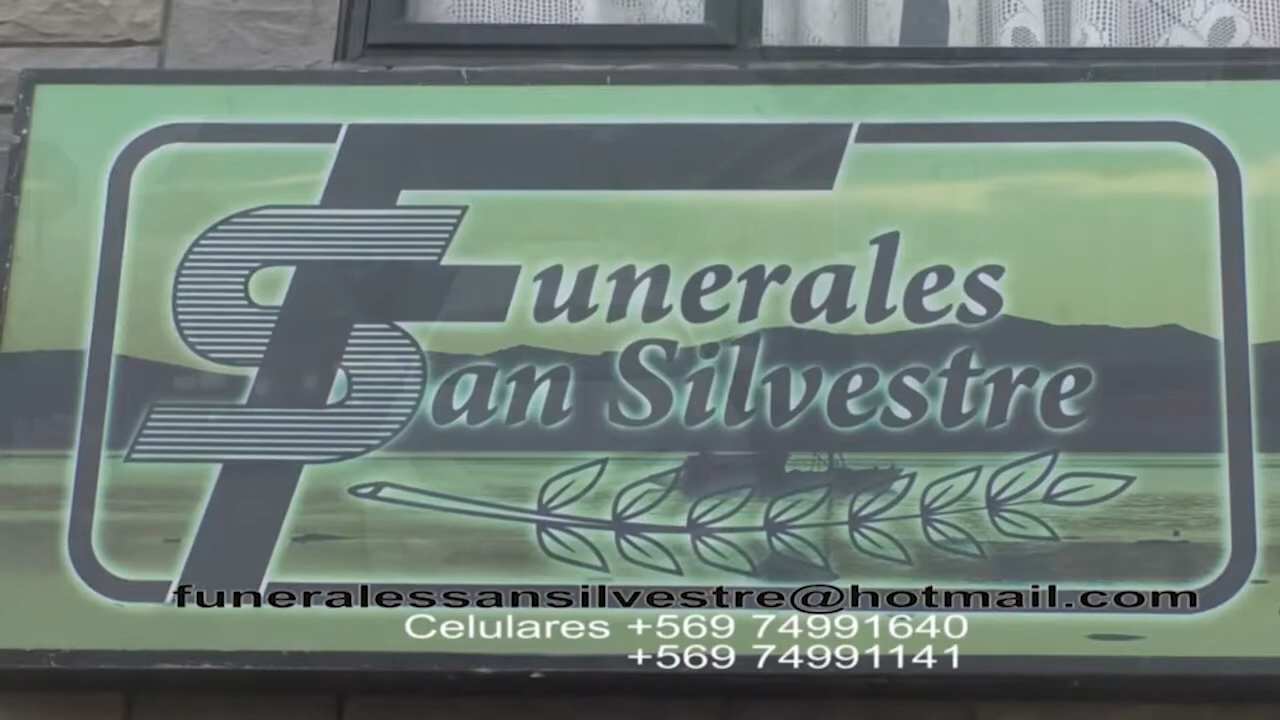 Funerales
San Silvestre
funeralessansilvestre@hotmail.com
Celulares +569 74991640
+569 74991141